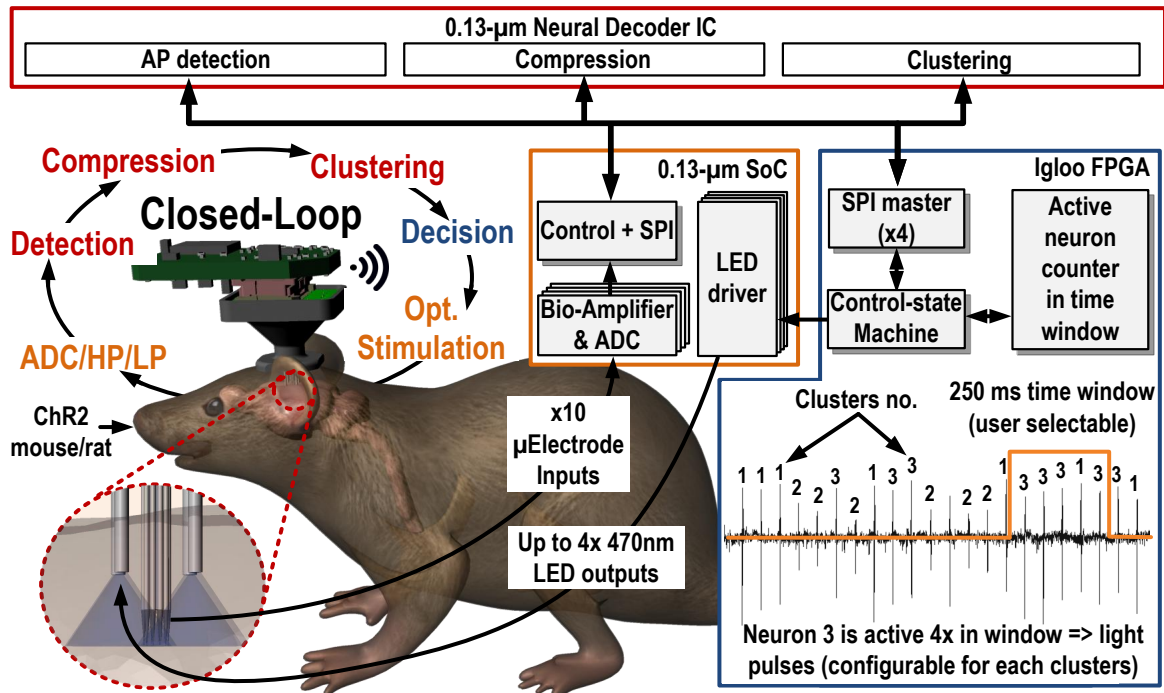 0.13-µm Neural Decoder IC
AP detection
Compression
Clustering
Compression
Clustering
Closed-Loop
Detection
Decision
ADC/HP/LP
Opt.
Stimulation
ChR2
mouse/rat
0.13-µm SoC
Control + SPI
LED
driver
Bio-Amplifier
& ADC
x10
µElectrode
Inputs
Up to 4x 470nm
LED outputs
Igloo FPGA
SPI master
(x4)
Active
neuron
counter
in time
window
Control-state
Machine
Clusters no.
250 ms time window
(user selectable)
1 1 1 2 2 3 2 1 3 3 2 2 2 1 3 3 3 1 3 3 1
Neuron 3 is active 4x in window => light
pulses (configurable for each clusters)